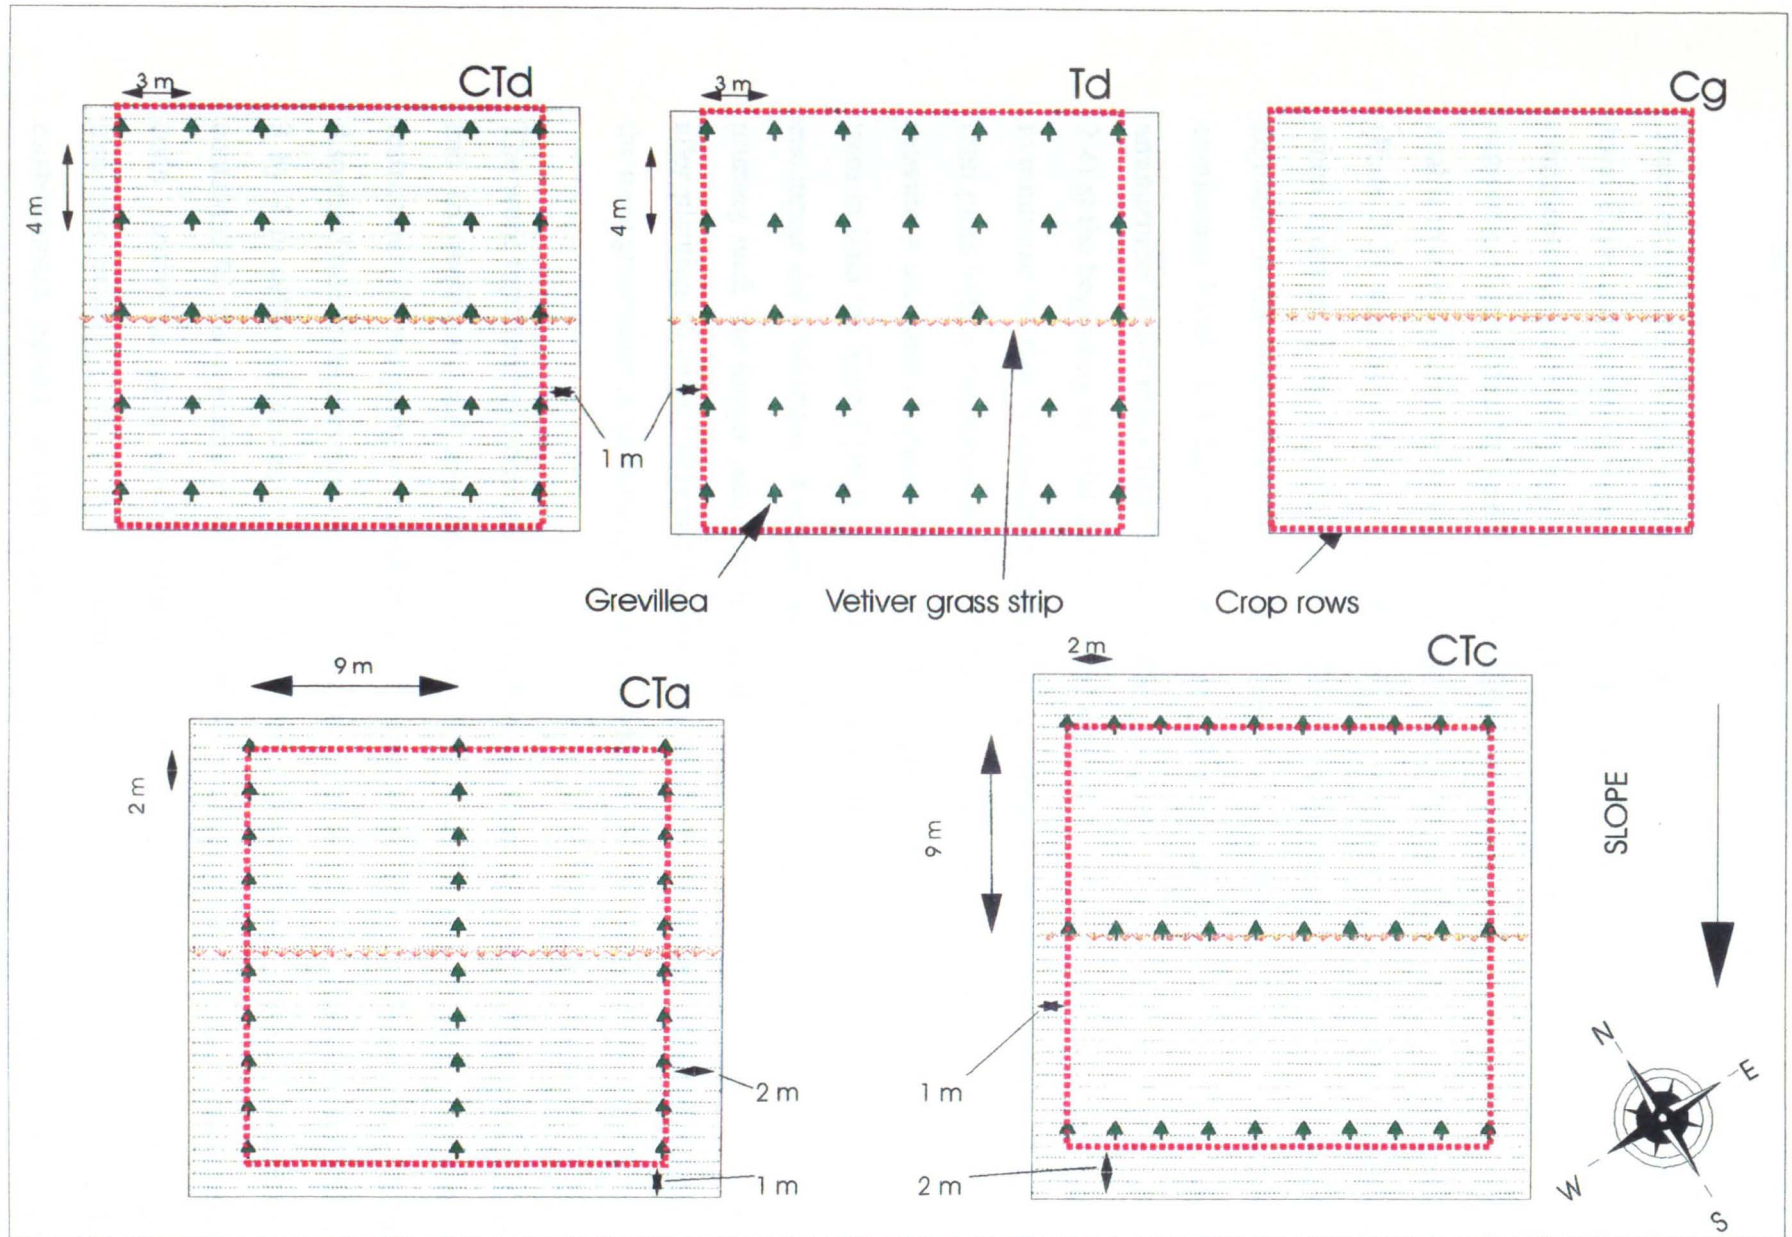 CTd
Td
Cg
3 m
3 m
4 m
4 m
1 m
Grevillea
Vetiver grass strip
Crop rows
9 m
CTa
2 m
CTc
2 m
9 m
SLOPE
1 m
2 m
1 m
2 m
N
E
W
S